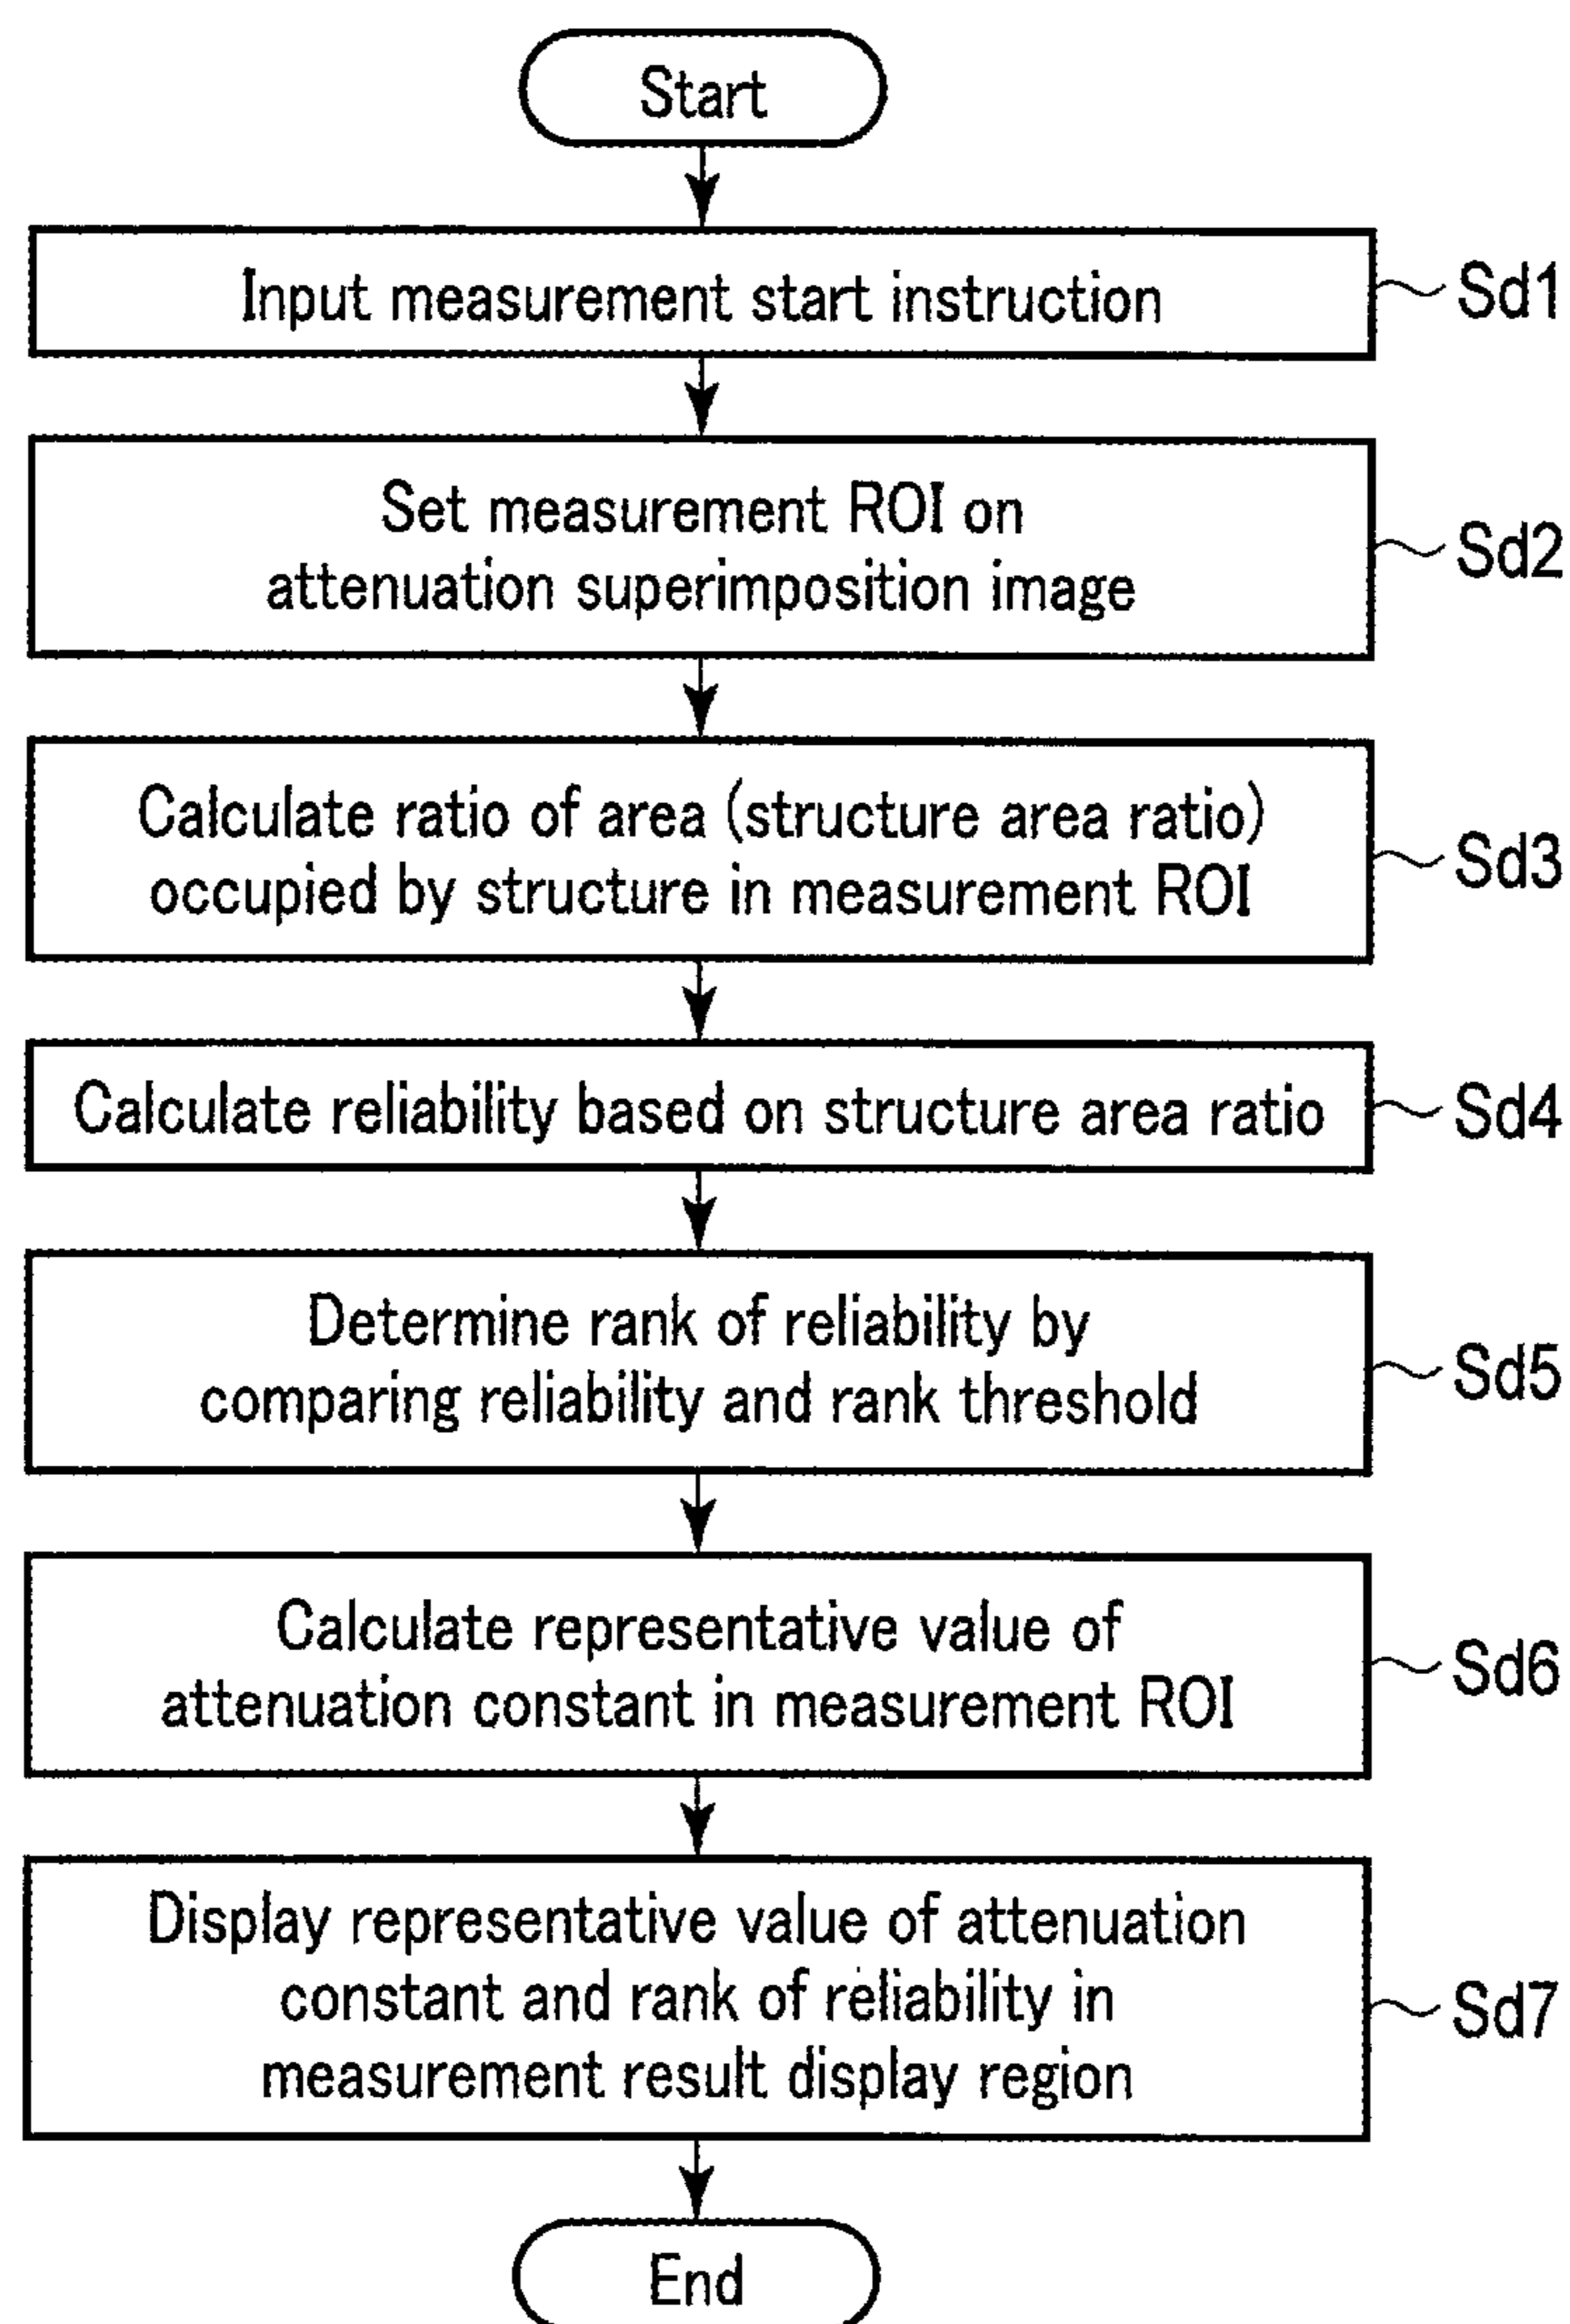 Start
Input measurement start instruction
Sd1
Set measurement ROI on
attenuation superimposition image
Sd2
Calculate ratio of area (structure area ratio)
occupied by structure in measurement ROI
Sd3
Calculate reliability based on structure area ratio
Sd4
Determine rank of reliability by
comparing reliability and rank threshold
Sd5
Calculate representative value of
attenuation constant in measurement ROI
Sd6
Display representative value of attenuation
constant and rank of reliability in
measurement result display region
Sd7
End